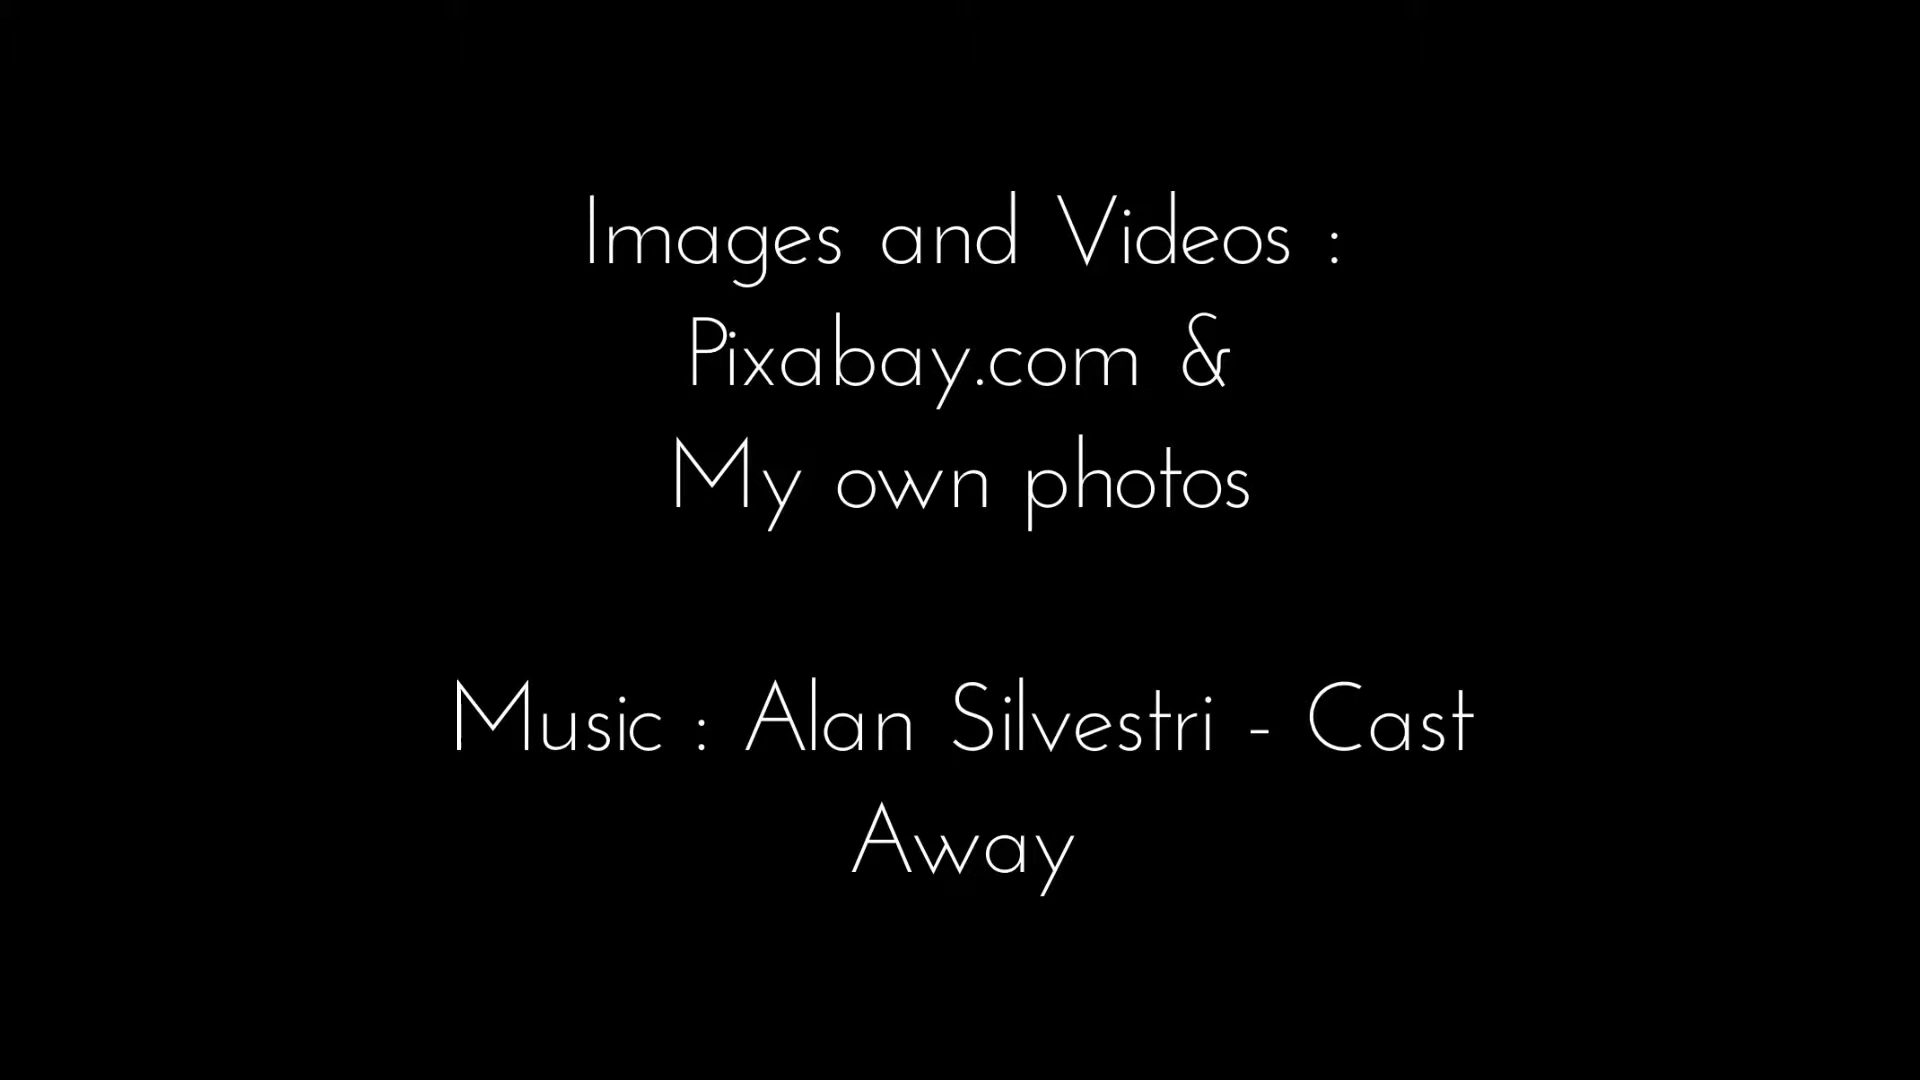 Images and Videos :
Pixabay.com &
My own photos
Music : Alan Silvestri - Cast
Away